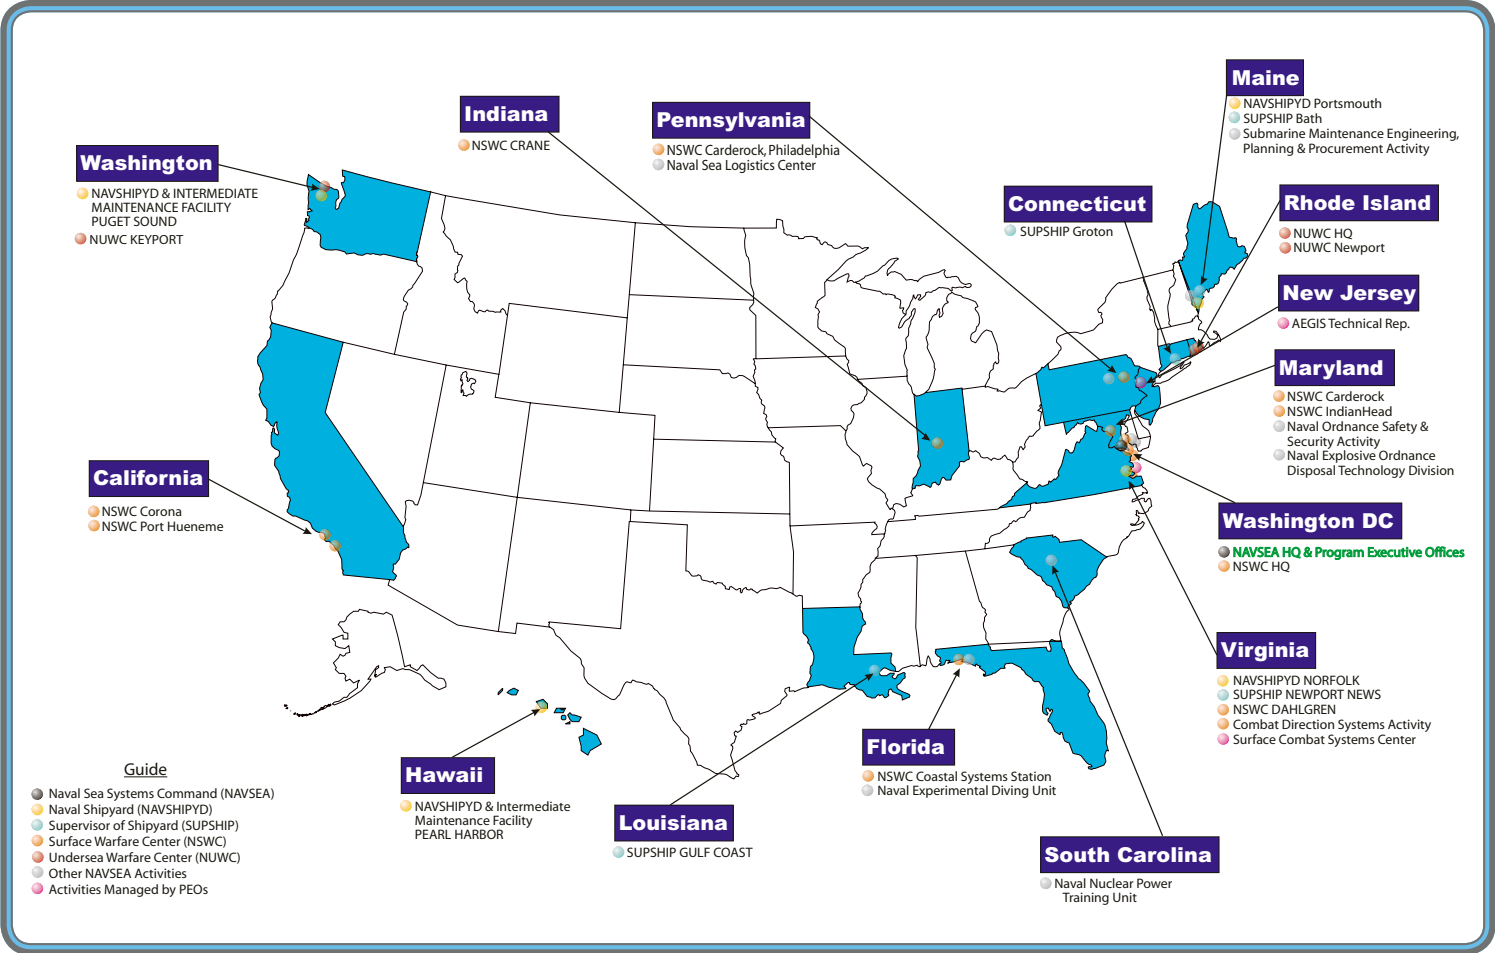 Maine
NAVSHIPYD Portsmouth
SUPSHIP Bath
Submarine Maintenance Engineering,
Planning & Procurement Activity
Indiana
NSWC CRANE
Pennsylvania
NSWC Carderock, Philadelphia
Naval Sea Logistics Center
Washington
NAVSHIPYD & INTERMEDIATE
MAINTENANCE FACILITY
PUGET SOUND
NUWC KEYPORT
Connecticut
SUPSHIP Groton
Rhode Island
NUWC HQ
NUWC Newport
New Jersey
AEGIS Technical Rep.
Maryland
NSWC Carderock
NSWC IndianHead
Naval Ordnance Safety &
Security Activity
Naval Explosive Ordnance
Disposal Technology Division
California
NSWC Corona
NSWC Port Hueneme
Washington DC
NAVSEA HQ & Program Executive Offices
NSWC HQ
Virginia
NAVSHIPYD NORFOLK
SUPSHIP NEWPORT NEWS
NSWC DAHLGREN
Combat Direction Systems Activity
Surface Combat Systems Center
Florida
NSWC Coastal Systems Station
Naval Experimental Diving Unit
Hawaii
NAVSHIPYD & Intermediate
Maintenance Facility
PEARL HARBOR
Louisiana
SUPSHIP GULF COAST
South Carolina
Naval Nuclear Power
Training Unit
Guide
Naval Sea Systems Command (NAVSEA)
Naval Shipyard (NAVSHIPYD)
Supervisor of Shipyard (SUPSHIP)
Surface Warfare Center (NSWC)
Undersea Warfare Center (NUWC)
Other NAVSEA Activities
Activities Managed by PEOs